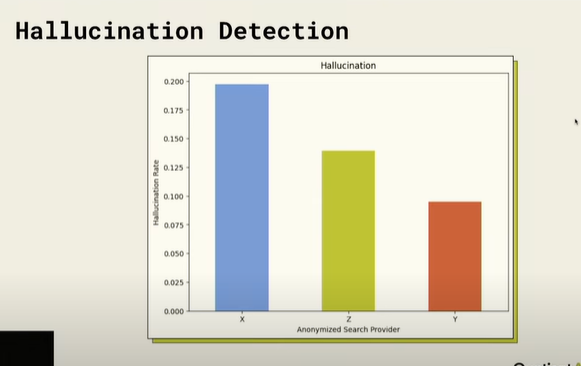 Hallucination Detection
Hallucination
0.200
0.175
0.150
0.125
0.100
0.075
0.050
0.025
0.000
Hallucination Rate
X Z Y
Anonymized Search Provider